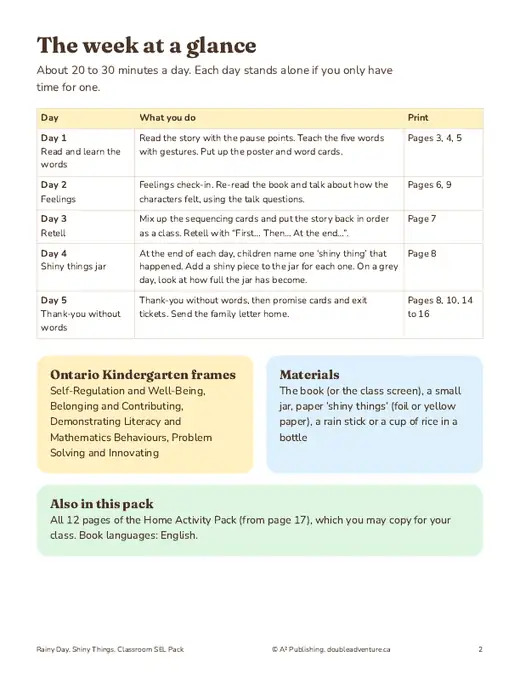 The week at a glance
About 20 to 30 minutes a day. Each day stands alone if you only have
time for one.
Day What you do Print
Day 1
Read and learn the
words
Read the story with the pause points. Teach the five words
with gestures. Put up the poster and word cards.
Pages 3, 4, 5
Day 2
Feelings
Feelings check-in. Re-read the book and talk about how the
characters felt, using the talk questions.
Pages 6, 9
Day 3
Retell
Mix up the sequencing cards and put the story back in order
as a class. Retell with “First... Then... At the end...”.
Page 7
Day 4
Shiny things jar
At the end of each day, children name one ‘shiny thing’ that
happened. Add a shiny piece to the jar for each one. On a grey
day, look at how full the jar has become.
Page 8
Day 5
Thank-you without
words
Thank-you without words, then promise cards and exit
tickets. Send the family letter home.
Pages 8, 10, 14
to 16
Ontario Kindergarten frames
Self-Regulation and Well-Being,
Belonging and Contributing,
Demonstrating Literacy and
Mathematics Behaviours, Problem
Solving and Innovating
Materials
The book (or the class screen), a small
jar, paper ‘shiny things’ (foil or yellow
paper), a rain stick or a cup of rice in a
bottle
Also in this pack
All 12 pages of the Home Activity Pack (from page 17), which you may copy for your
class. Book languages: English.
Rainy Day, Shiny Things, Classroom SEL Pack © A² Publishing, doubleadventure.ca 2